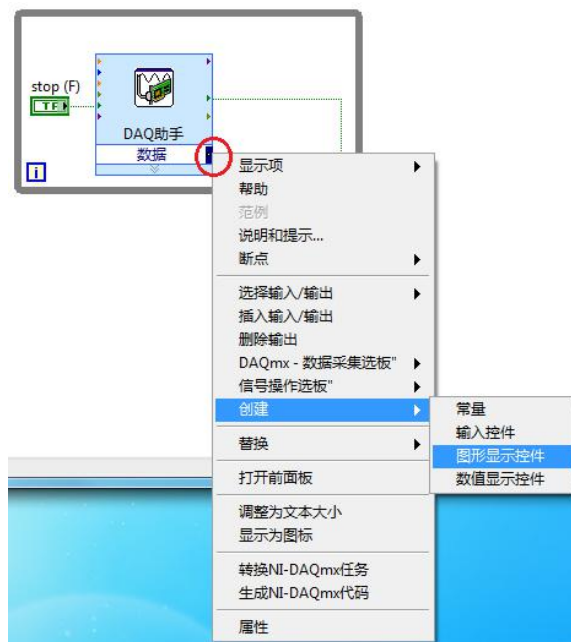 stop (F)
TF
DAQ助手
数据
i
显示项
帮助
范例
说明和提示...
断点
选择输入/输出
插入输入/输出
删除输出
DAQmx - 数据采集选板"
信号操作选板"
创建
常量
输入控件
图形显示控件
数值显示控件
替换
打开前面板
调整为文本大小
显示为图标
转换NI-DAQmx任务
生成NI-DAQmx代码
属性